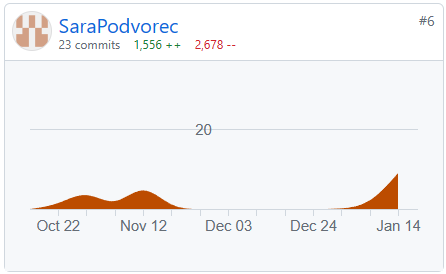 SaraPodvorec
#6
23 commits 1,556 ++ 2,678 --
20
Oct 22 Nov 12 Dec 03 Dec 24 Jan 14